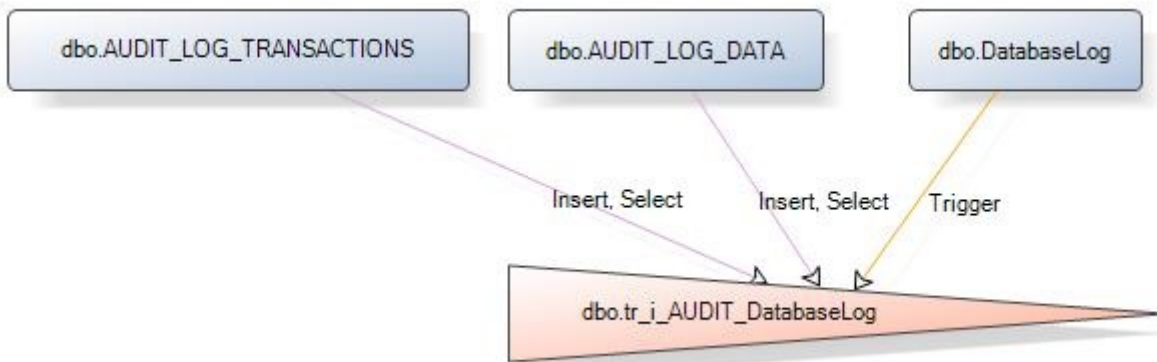 dbo.AUDIT_LOG_TRANSACTIONS
dbo.AUDIT_LOG_DATA
dbo.DatabaseLog
Insert, Select
Insert, Select
Trigger
dbo.tr_i_AUDIT_DatabaseLog